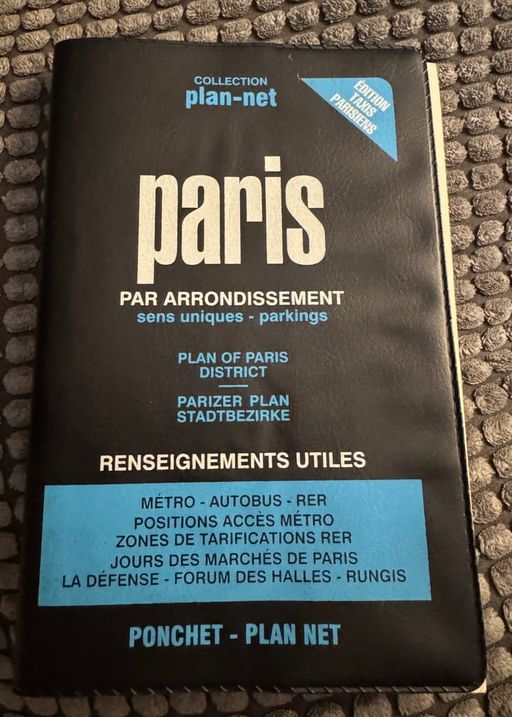 COLLECTION
plan-net
ÉDITION
TAXIS
PARISIENS
paris
PAR ARRONDISSEMENT
sens uniques - parkings
PLAN OF PARIS
DISTRICT
PARIZER PLAN
STADTBEZIRKE
RENSEIGNEMENTS UTILES
MÉTRO - AUTOBUS - RER
POSITIONS ACCÈS MÉTRO
ZONES DE TARIFICATIONS RER
JOURS DES MARCHÉS DE PARIS
LA DÉFENSE - FORUM DES HALLES - RUNGIS
PONCHET - PLAN NET